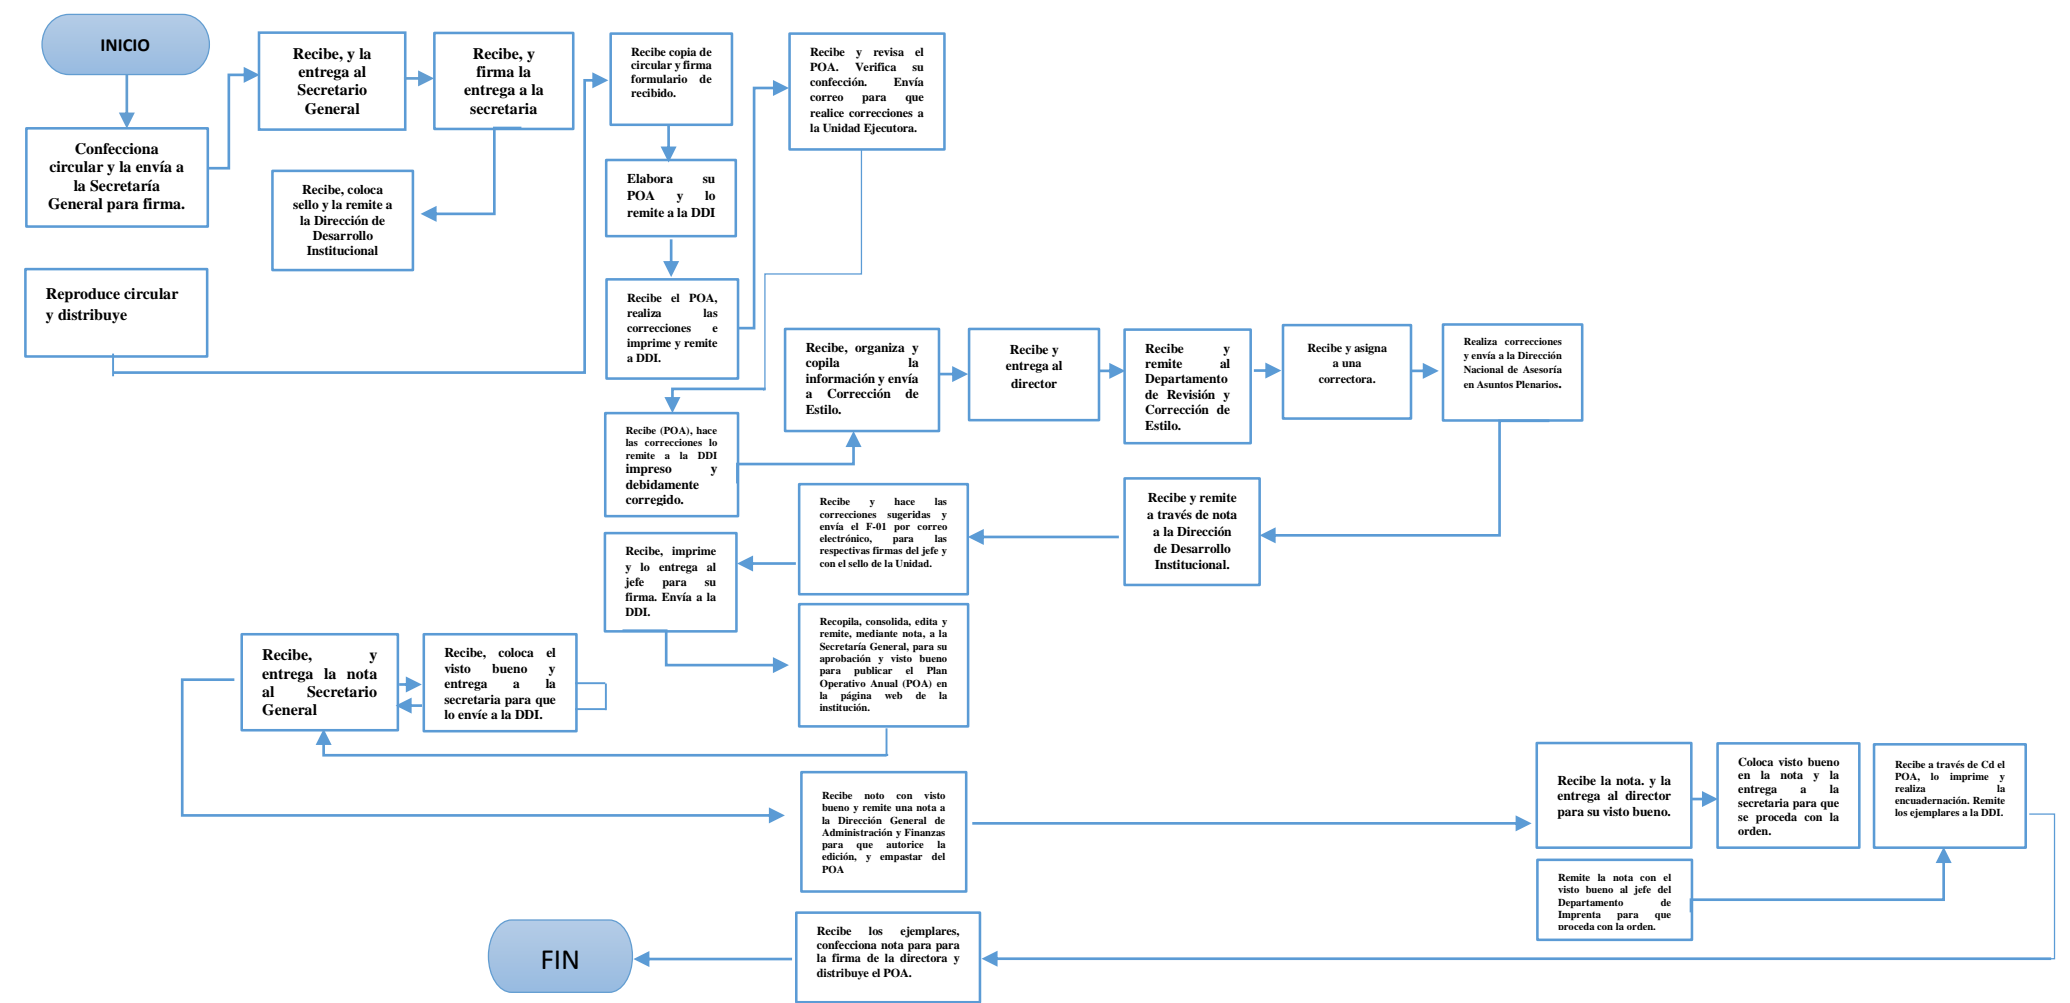 INICIO
Confecciona
circular y la envía a
la Secretaría
General para firma.
Recibe, y la
entrega al
Secretario
General
Recibe, y
firma la
entrega a la
secretaria
Recibe, coloca
sello y la remite a
la Dirección de
Desarrollo
Institucional
Reproduce circular
y distribuye
Recibe copia de
circular y firma
formulario de
recibido.
Elabora su
POA y lo
remite a la DDI
Recibe el POA,
realiza las
correcciones e
imprime y remite
a DDI.
Recibe y revisa el
POA. Verifica su
confección. Envía
correo para que
realice correcciones a
la Unidad Ejecutora.
Recibe (POA), hace
las correcciones lo
remite a la DDI
impreso y
debidamente
corregido.
Recibe, organiza y
copila la
información y envía
a Corrección de
Estilo.
Recibe y
entrega al
director
Recibe y
remite al
Departamento
de Revisión y
Corrección de
Estilo.
Recibe y asigna
a una
correctora.
Realiza correcciones
y envía a la Dirección
Nacional de Asesoría
en Asuntos Plenarios.
Recibe y remite
a través de nota
a la Dirección
de Desarrollo
Institucional.
Recibe y hace las
correcciones sugeridas y
envía el F-01 por correo
electrónico, para las
respectivas firmas del jefe y
con el sello de la Unidad.
Recibe, imprime
y lo entrega al
jefe para su
firma. Envía a la
DDI.
Recopila, consolida, edita y
remite, mediante nota, a la
Secretaría General, para su
aprobación y visto bueno
para publicar el Plan
Operativo Anual (POA) en
la página web de la
institución.
Recibe, y
entrega la nota
al Secretario
General
Recibe, coloca el
visto bueno y
entrega a la
secretaria para que
lo envíe a la DDI.
Recibe noto con visto
bueno y remite una nota a
la Dirección General de
Administración y Finanzas
para que autorice la
edición, y empastar del
POA
Recibe la nota. y la
entrega al director
para su visto bueno.
Coloca visto bueno
en la nota y la
entrega a la
secretaria para que
se proceda con la
orden.
Remite la nota con el
visto bueno al jefe del
Departamento de
Imprenta para que
proceda con la orden.
Recibe a través de Cd el
POA, lo imprime y
realiza la
encuadernación. Remite
los ejemplares a la DDI.
Recibe los ejemplares,
confecciona nota para para
la firma de la directora y
distribuye el POA.
FIN